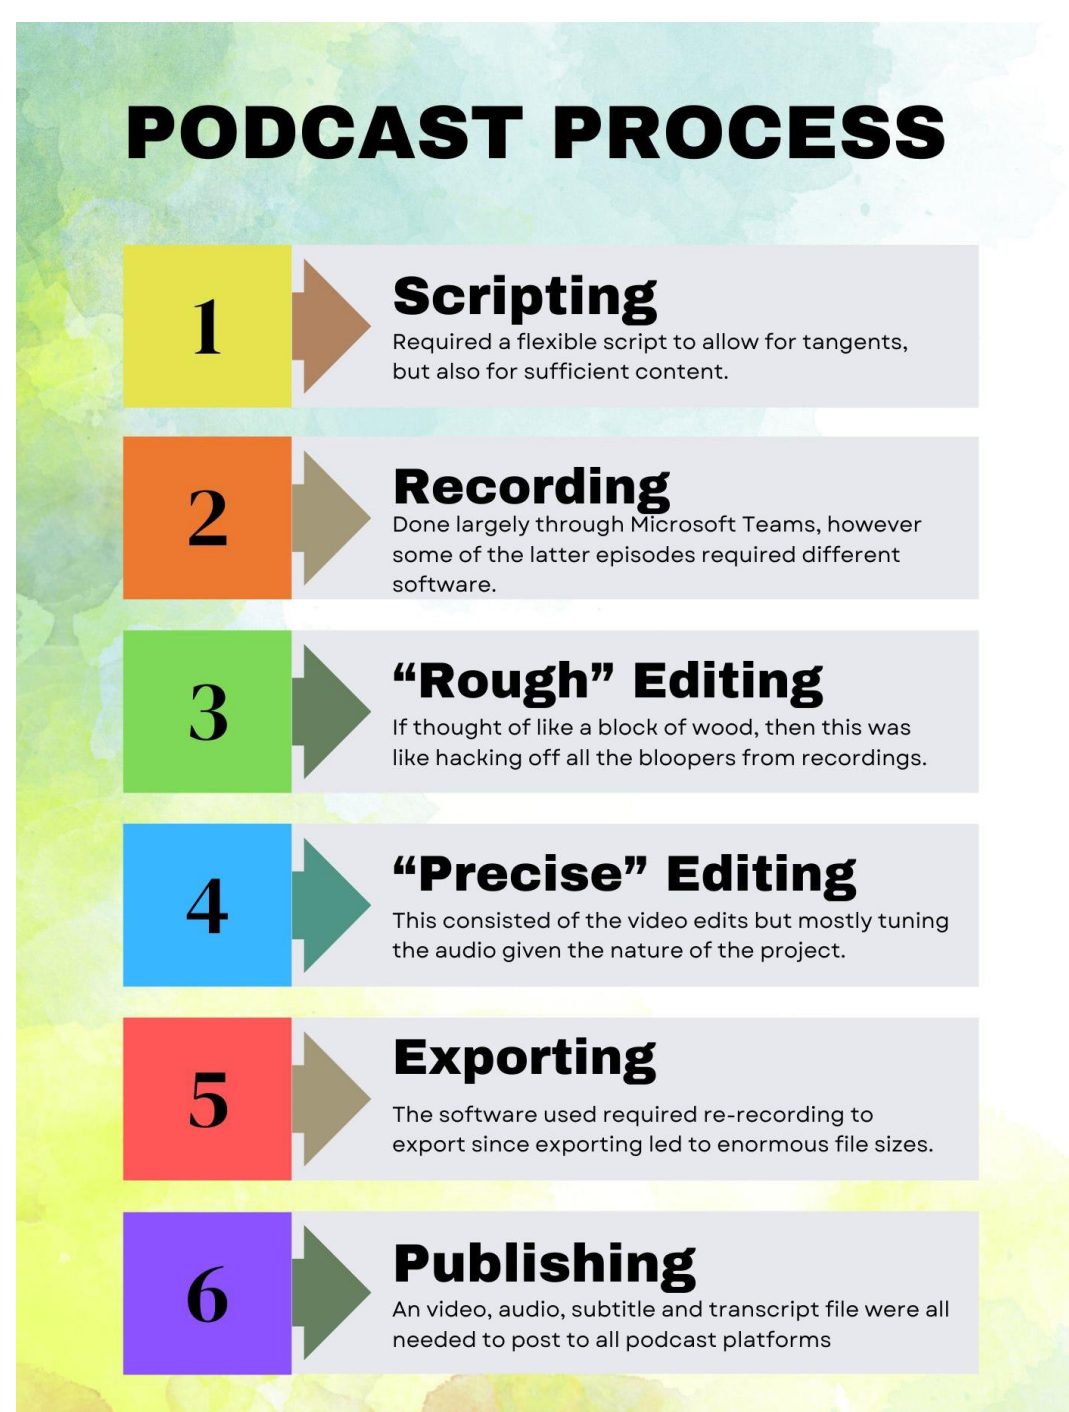 PODCAST PROCESS
1
Scripting
Required a flexible script to allow for tangents,
but also for sufficient content.
2
Recording
Done largely through Microsoft Teams, however
some of the latter episodes required different
software.
3
“Rough” Editing
If thought of like a block of wood, then this was
like hacking off all the bloopers from recordings.
4
“Precise” Editing
This consisted of the video edits but mostly tuning
the audio given the nature of the project.
5
Exporting
The software used required re-recording to
export since exporting led to enormous file sizes.
6
Publishing
An video, audio, subtitle and transcript file were all
needed to post to all podcast platforms